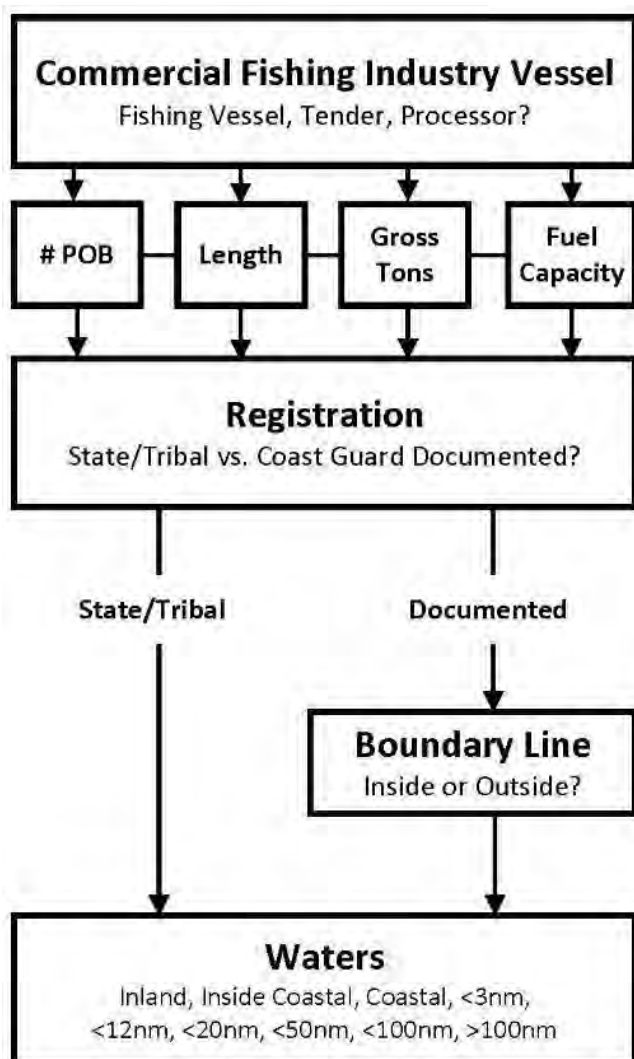 Commercial Fishing Industry Vessel
Fishing Vessel, Tender, Processor?
# POB
Length
Gross
Tons
Fuel
Capacity
Registration
State/Tribal vs. Coast Guard Documented?
State/Tribal
Documented
Boundary Line
Inside or Outside?
Waters
Inland, Inside Coastal, Coastal, <3nm,
<12nm, <20nm, <50nm, <100nm, >100nm